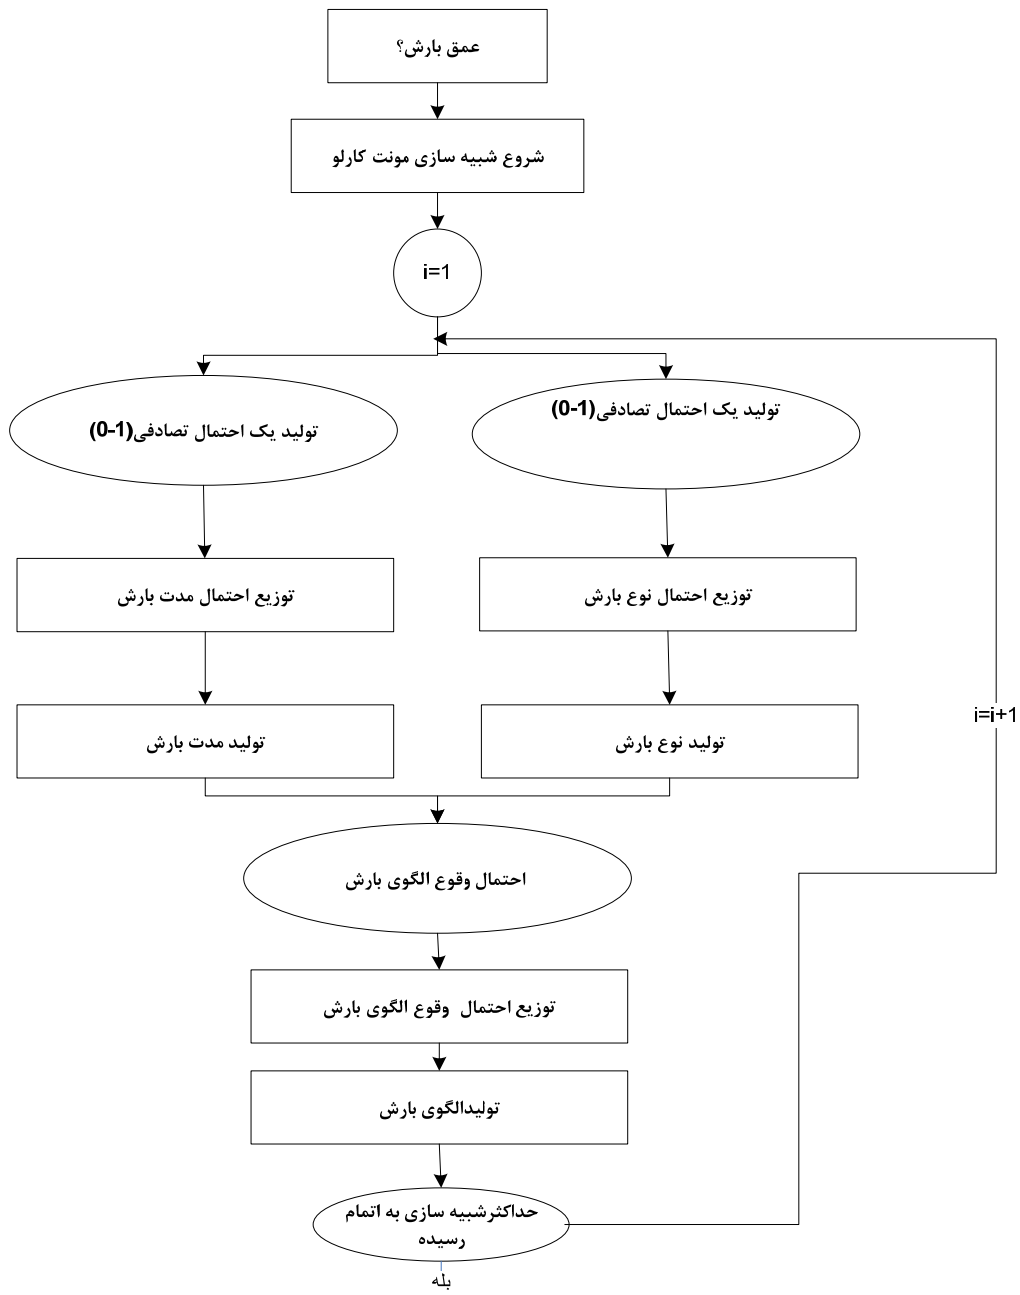 عمق بارش؟
شروع شبیه سازی مونت کارلو
i=1
تولید یک احتمال تصادفی(1-0)
تولید یک احتمال تصادفی(1-0)
توزیع احتمال نوع بارش
توزیع احتمال مدت بارش
i=i+1
تولید نوع بارش
تولید مدت بارش
احتمال وقوع الگوی بارش
توزیع احتمال وقوع الگوی بارش
تولیدالگوی بارش
حداکثرشبیه سازی به اتمام
رسیده
بله